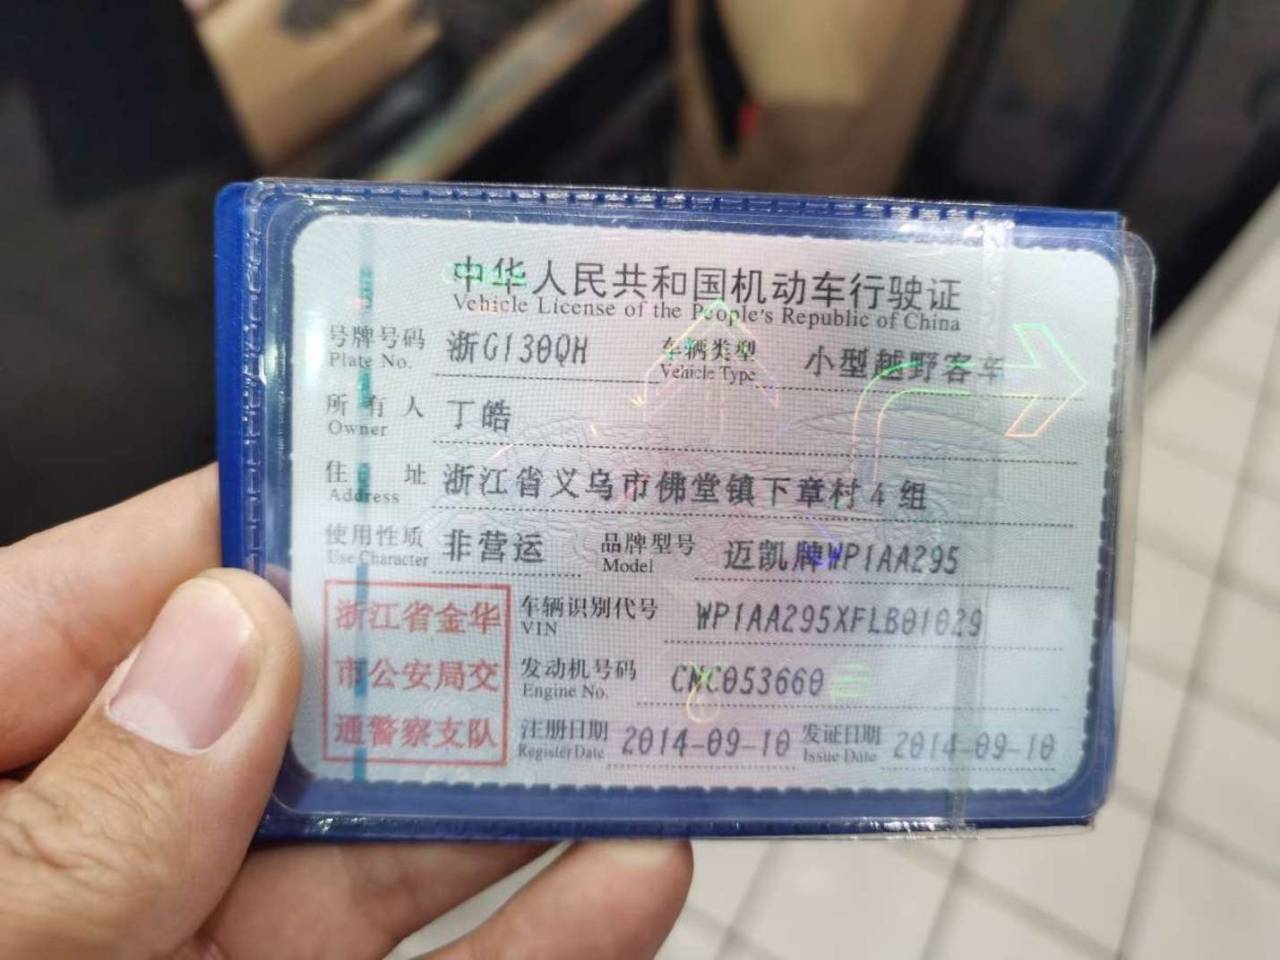 中华人民共和国机动车行驶证
Vehicle License of the People's Republic of China
号牌号码 浙G130QH 车辆类型 小型越野客车
Plate No. Vehicle Type
所有人 丁皓
Owner
住址 浙江省义乌市佛堂镇下章村4组
Address
使用性质 非营运 品牌型号 迈凯牌WP1AA295
Use Character Model
浙江省金华
市公安局交
通警察支队
车辆识别代号 WP1AA295XFLB01029
VIN
发动机号码 CNC053660
Engine No.
注册日期 2014-09-10 发证日期 2014-09-10
Register Date Issue Date